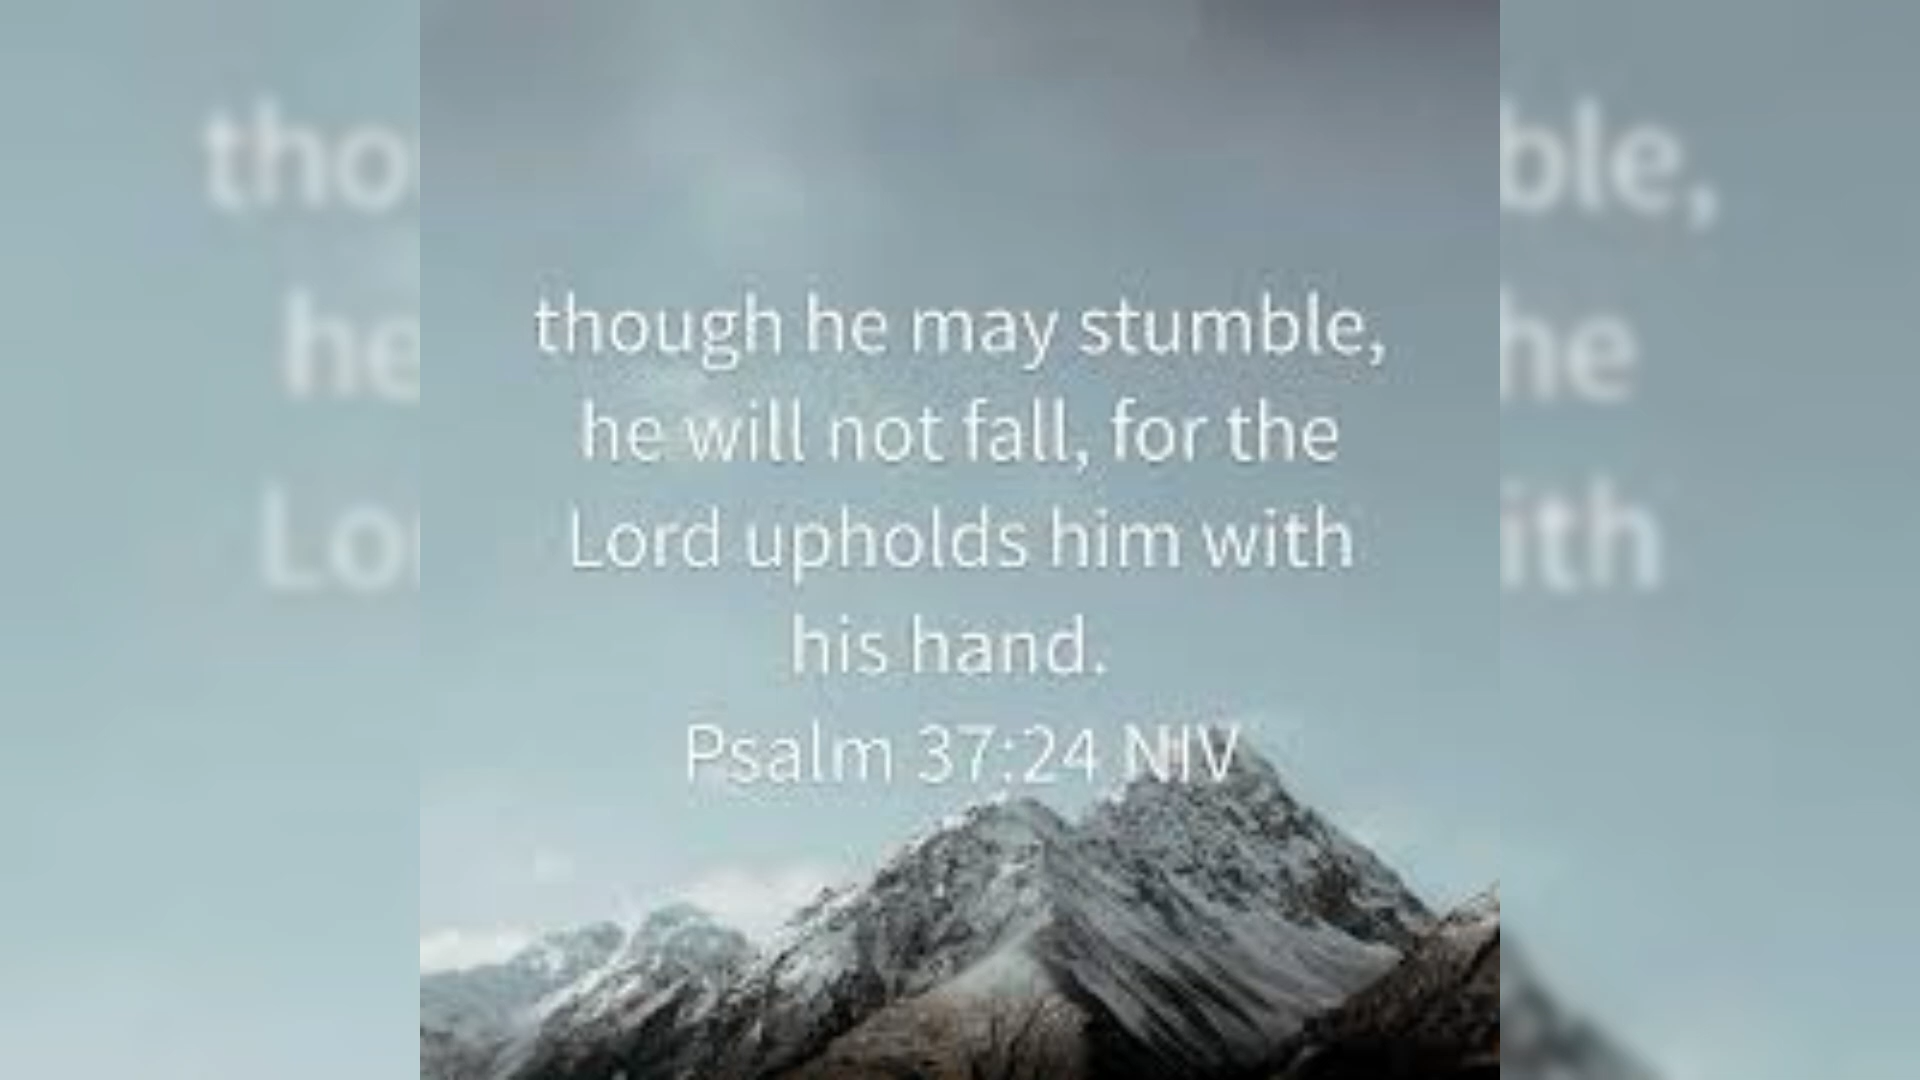 though he may stumble,
he will not fall, for the
Lord upholds him with
his hand.
Psalm 37:24 NIV